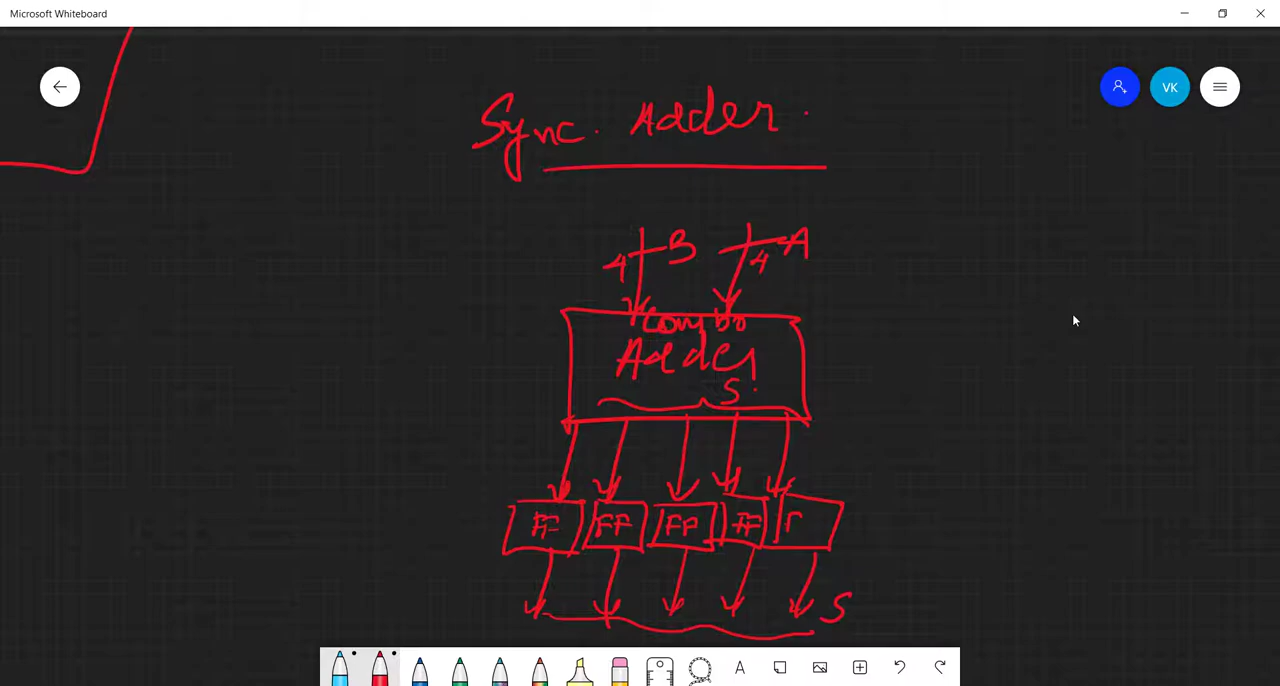 Microsoft Whiteboard
VK
Sync. Adder.
B A
4 4
Combo
Adder
S.
FF FF FF FF F
S
A